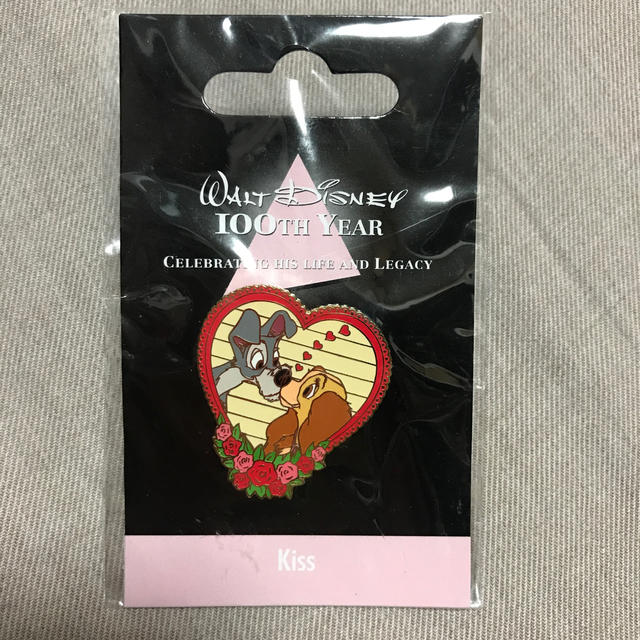 WALT DISNEY
100TH YEAR
CELEBRATING HIS LIFE AND LEGACY
Kiss